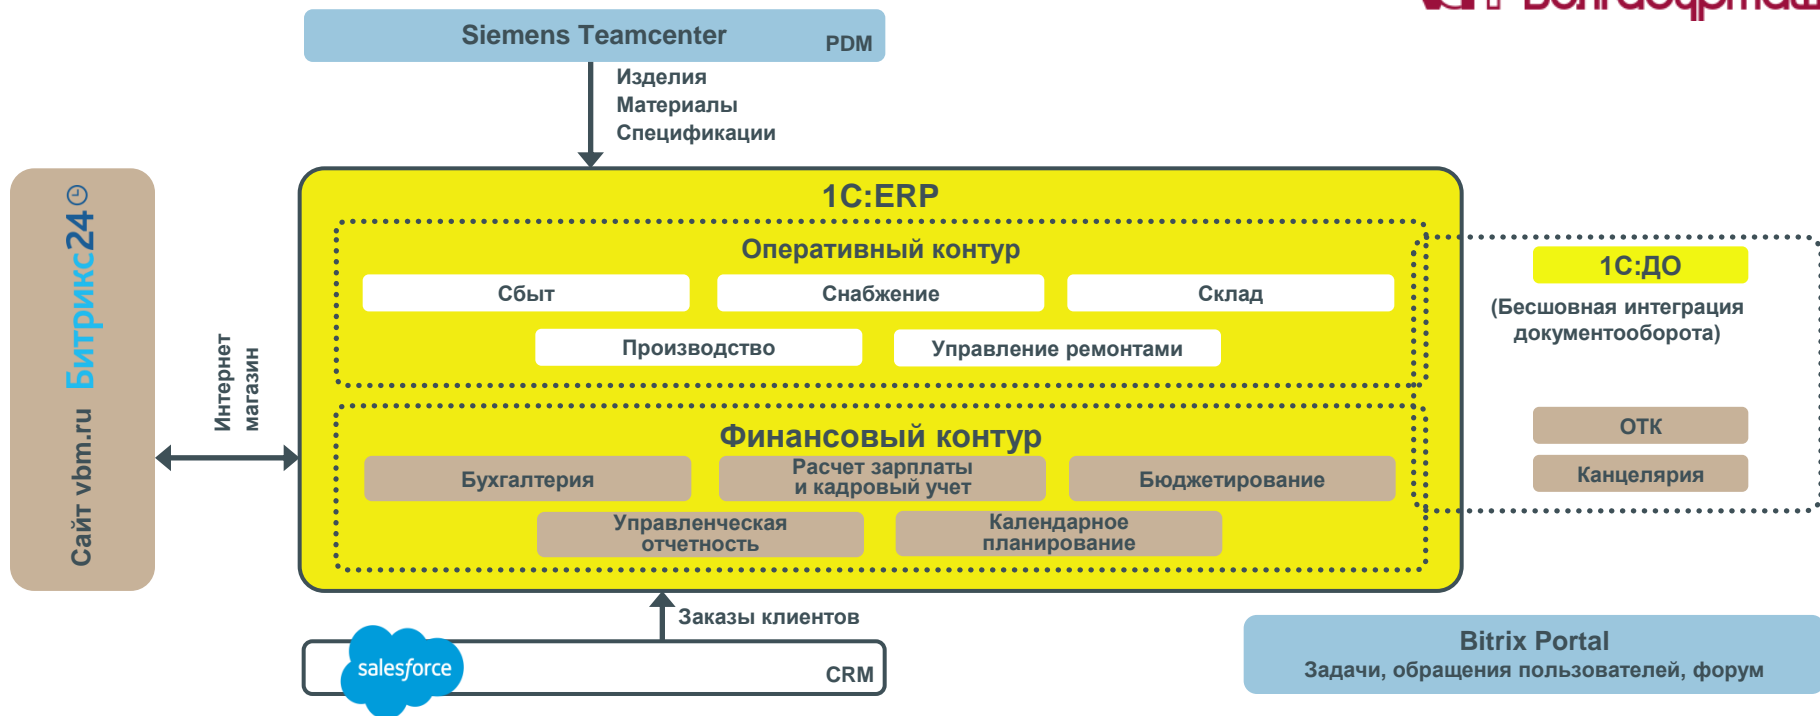 Siemens Teamcenter
PDM
Изделия
Материалы
Спецификации
Сайт vbm.ru Битрикс24
Интернет
магазин
1С:ERP
Оперативный контур
Сбыт
Снабжение
Склад
Производство
Управление ремонтами
Финансовый контур
Бухгалтерия
Расчет зарплаты
и кадровый учет
Бюджетирование
Управленческая
отчетность
Календарное
планирование
1С:ДО
(Бесшовная интеграция
документооборота)
ОТК
Канцелярия
Заказы клиентов
salesforce
CRM
Bitrix Portal
Задачи, обращения пользователей, форум